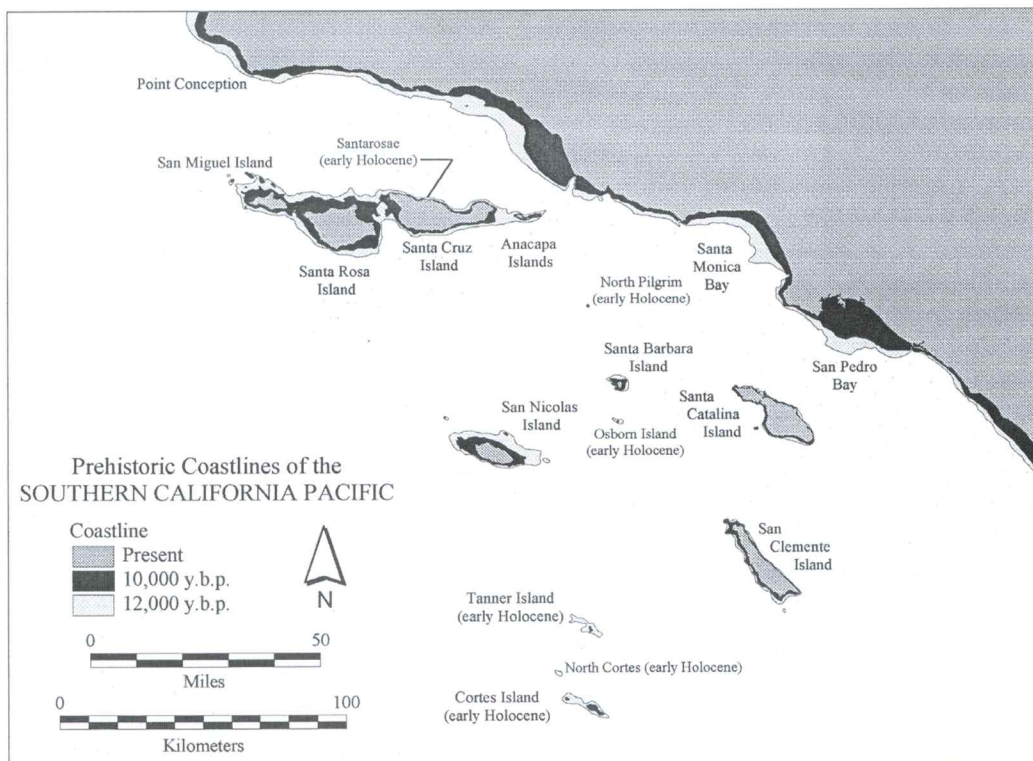 Point Conception
Santarosae
(early Holocene)
San Miguel Island
Santa Rosa
Island
Santa Cruz
Island
Anacapa
Islands
Santa
Monica
Bay
North Pilgrim
(early Holocene)
Santa Barbara
Island
San Pedro
Bay
San Nicolas
Island
Osborn Island
(early Holocene)
Santa
Catalina
Island
Prehistoric Coastlines of the
SOUTHERN CALIFORNIA PACIFIC
Coastline
Present
10,000 y.b.p.
12,000 y.b.p.
N
0 50
Miles
0 100
Kilometers
San
Clemente
Island
Tanner Island
(early Holocene)
North Cortes (early Holocene)
Cortes Island
(early Holocene)